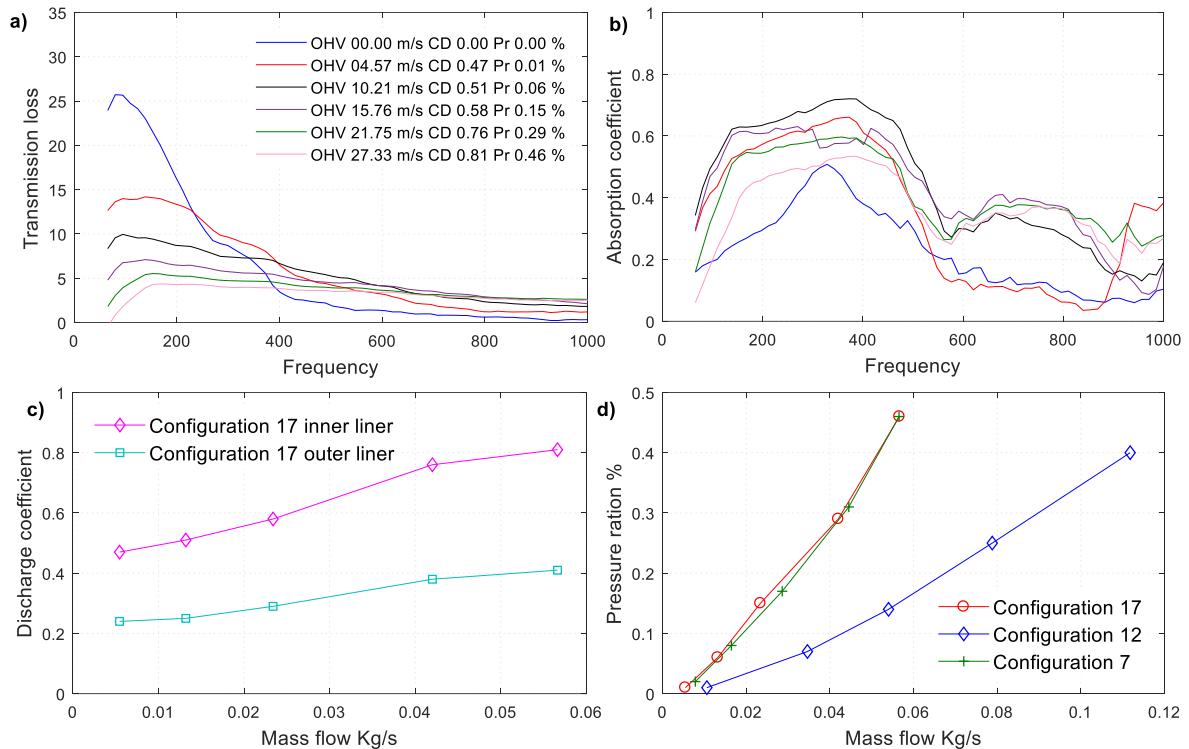 a)
35
30
25
20
15
10
5
0
Transmission loss
OHV 00.00 m/s CD 0.00 Pr 0.00 %
OHV 04.57 m/s CD 0.47 Pr 0.01 %
OHV 10.21 m/s CD 0.51 Pr 0.06 %
OHV 15.76 m/s CD 0.58 Pr 0.15 %
OHV 21.75 m/s CD 0.76 Pr 0.29 %
OHV 27.33 m/s CD 0.81 Pr 0.46 %
0 200 400 600 800 1000
Frequency
b)
1
0.8
0.6
0.4
0.2
0
Absorption coefficient
0 200 400 600 800 1000
Frequency
c)
1
0.8
0.6
0.4
0.2
0
Discharge coefficient
Configuration 17 inner liner
Configuration 17 outer liner
0 0.01 0.02 0.03 0.04 0.05 0.06
Mass flow Kg/s
d)
0.5
0.4
0.3
0.2
0.1
0
Pressure ration %
Configuration 17
Configuration 12
Configuration 7
0 0.02 0.04 0.06 0.08 0.1 0.12
Mass flow Kg/s